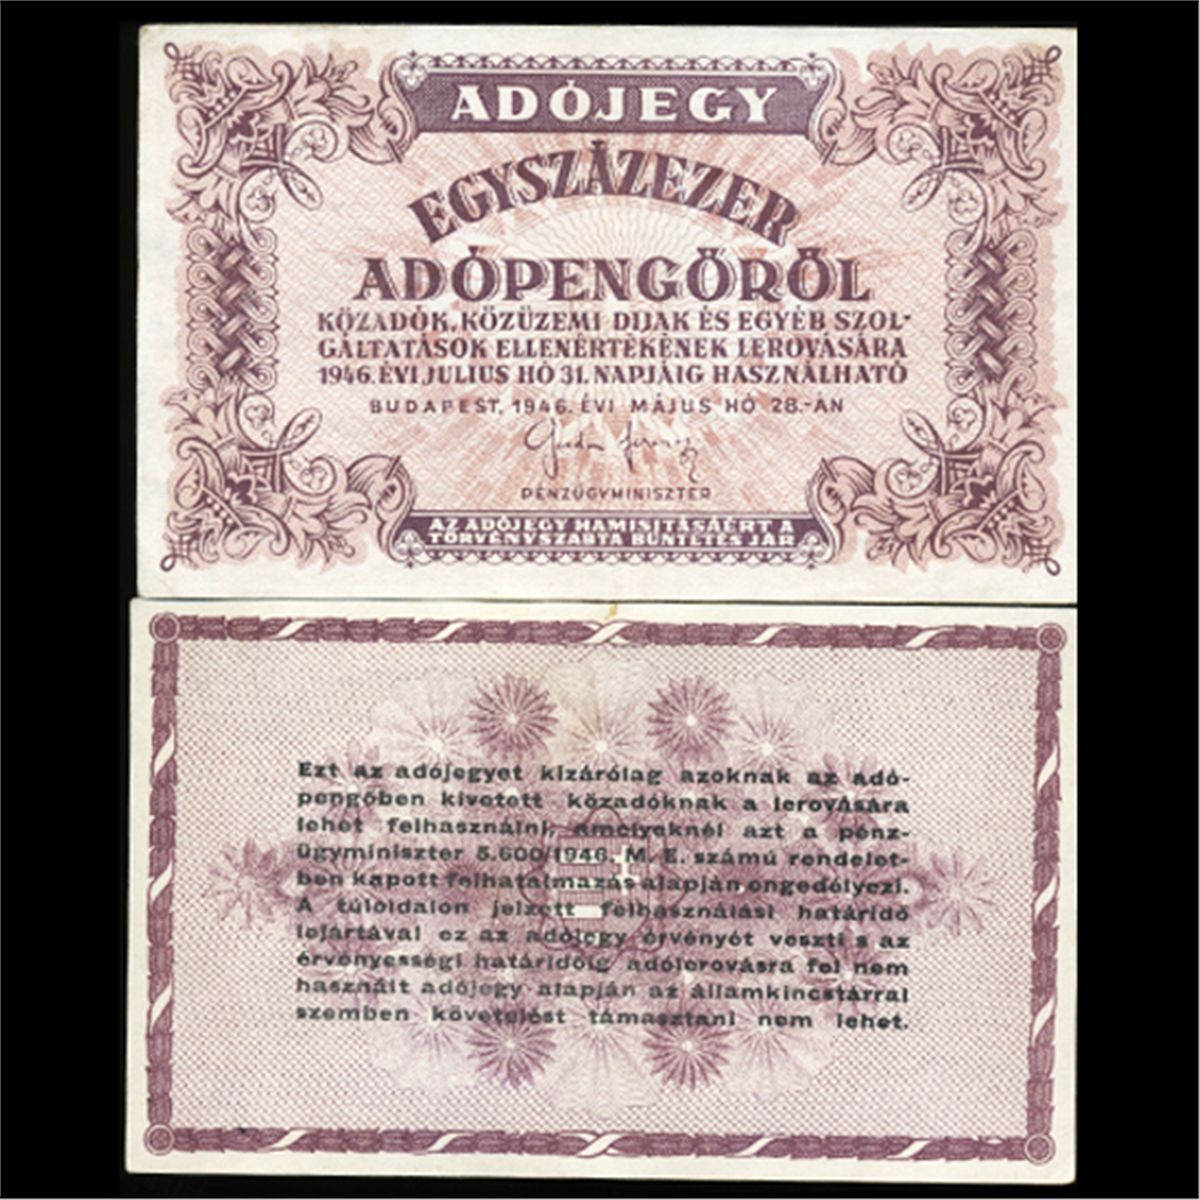 ADÓJEGY
EGYSZÁZEZER
ADÓPENGŐRŐL
KÖZADÓK, KÖZÜZEMI DIJAK ÉS EGYÉB SZOL-
GÁLTATÁSOK ELLENÉRTÉKÉNEK LEROVÁSÁRA
1946. ÉVI JULIUS HÓ 31. NAPJÁIG HASZNÁLHATÓ
BUDAPEST, 1946. ÉVI MÁJUS HÓ 28.-ÁN
PÉNZÜGYMINISZTER
AZ ADÓJEGY HAMISITÁSÁÉRT A
TÖRVÉNYSZABTA BÜNTETÉS JÁR
Ezt az adójegyet kizárólag azoknak az adó-
pengőben kivetett közadóknak a lerovására
lehet felhasználni, amelyeknél azt a pénz-
ügyminiszter 5.600/1946. M. E. számú rendelet-
ben kapott felhatalmazás alapján engedélyezi.
A túloldalon jelzett felhasználási határidő
lejártával ez az adójegy érvényét veszti s az
érvényességi határidőig adólerovásra fel nem
használt adójegy alapján az államkincstárral
szemben követelést támasztani nem lehet.